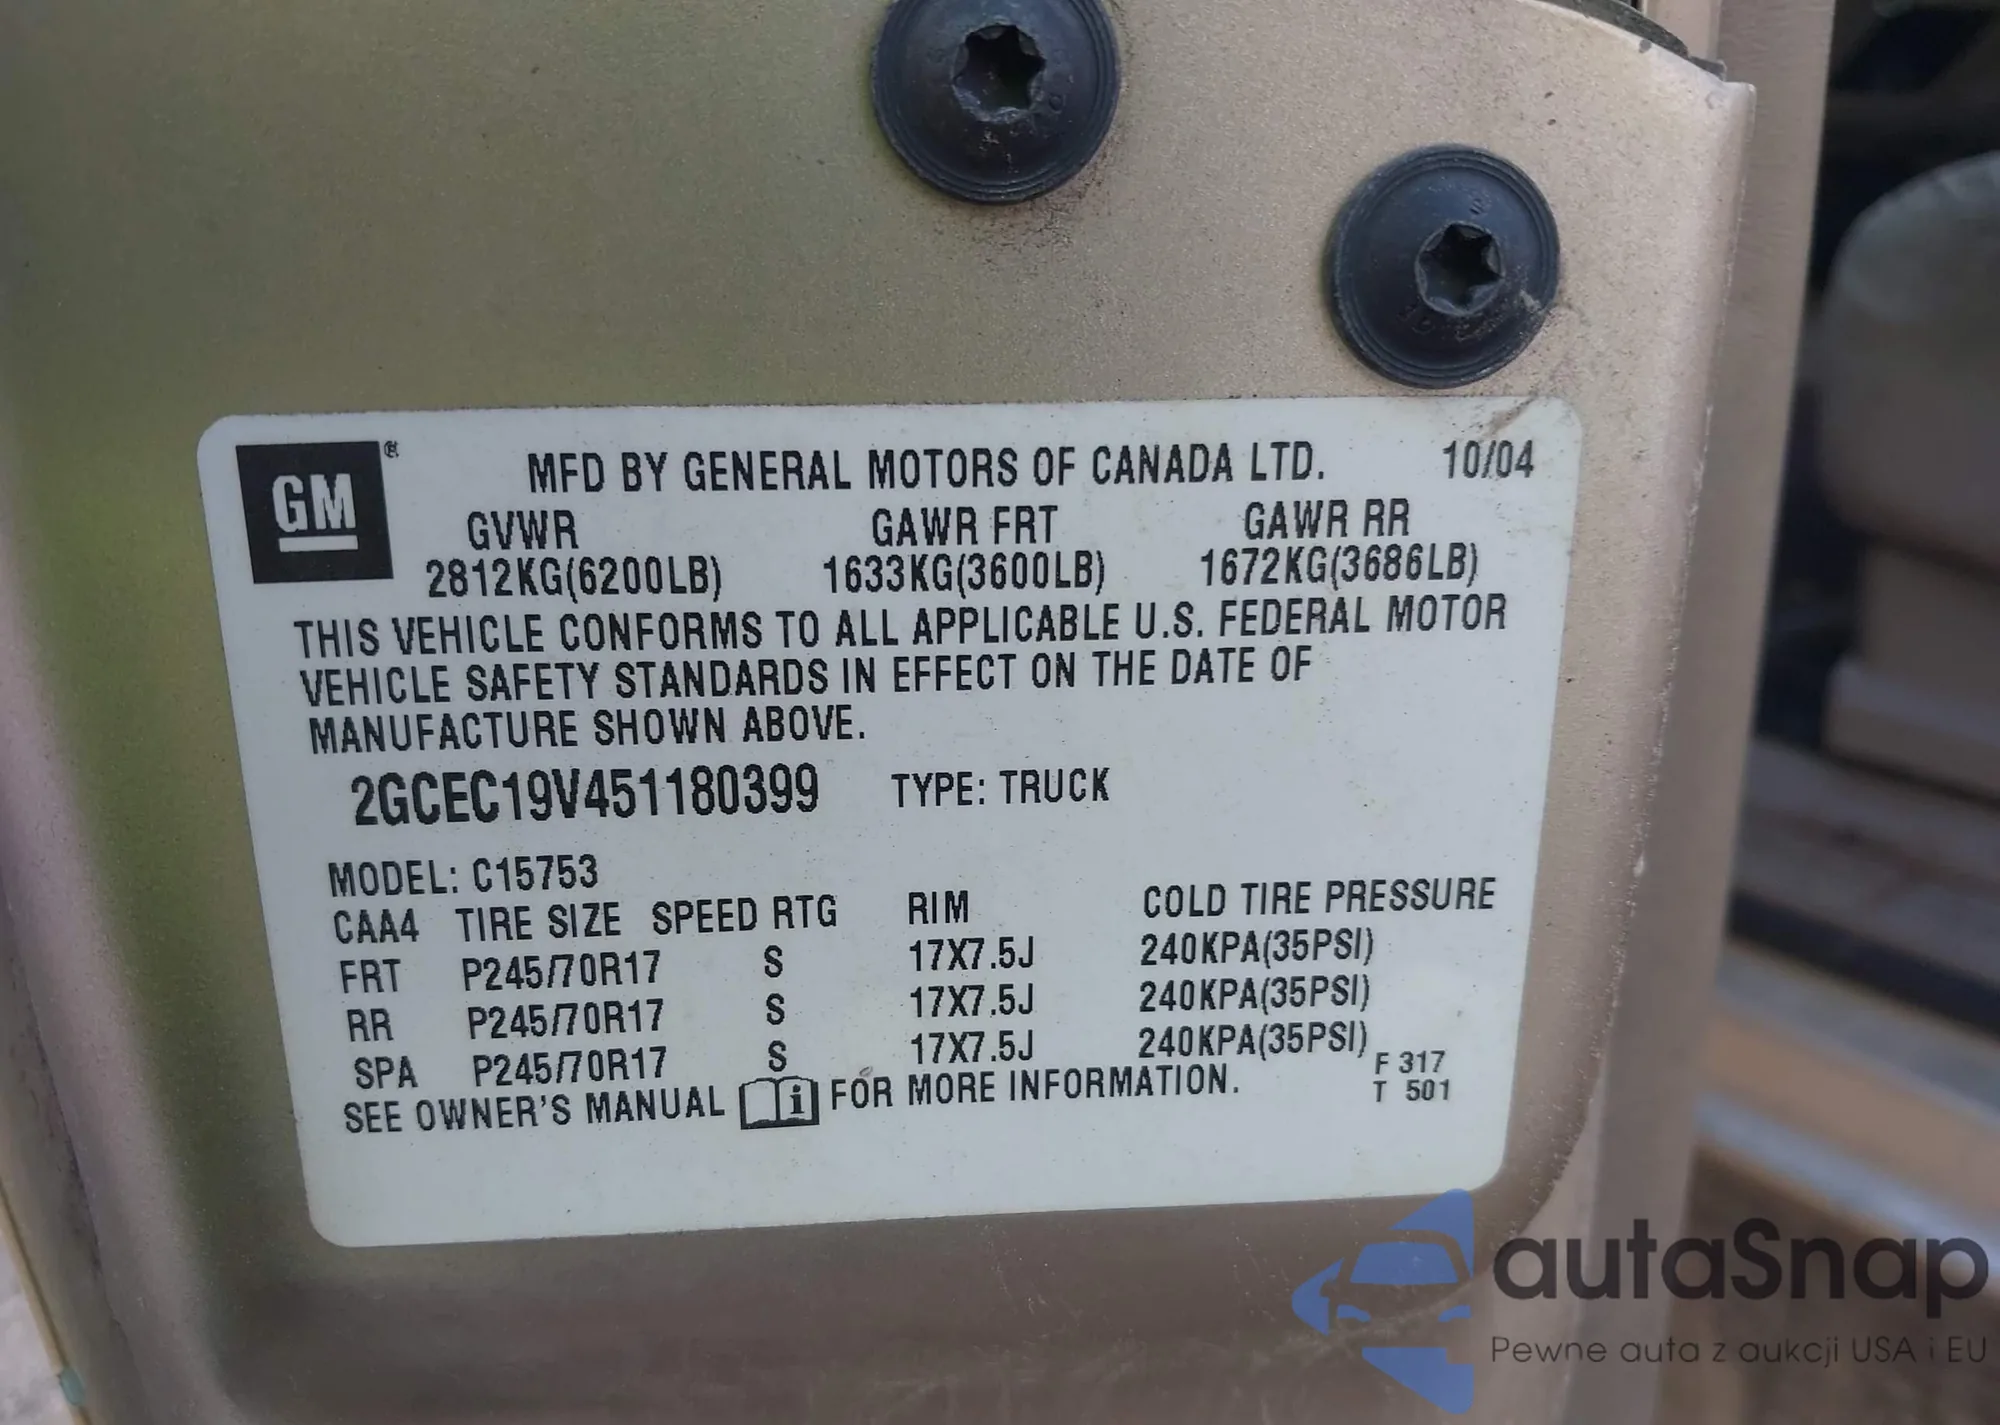 GM®
MFD BY GENERAL MOTORS OF CANADA LTD. 10/04
GVWR GAWR FRT GAWR RR
2812KG(6200LB) 1633KG(3600LB) 1672KG(3686LB)
THIS VEHICLE CONFORMS TO ALL APPLICABLE U.S. FEDERAL MOTOR
VEHICLE SAFETY STANDARDS IN EFFECT ON THE DATE OF
MANUFACTURE SHOWN ABOVE.
2GCEC19V451180399 TYPE: TRUCK
MODEL: C15753
CAA4 TIRE SIZE SPEED RTG RIM COLD TIRE PRESSURE
FRT P245/70R17 S 17X7.5J 240KPA(35PSI)
RR P245/70R17 S 17X7.5J 240KPA(35PSI)
SPA P245/70R17 S 17X7.5J 240KPA(35PSI)
SEE OWNER'S MANUAL i FOR MORE INFORMATION.
F 317
T 501
autaSnap
Pewne auta z aukcji USA i EU